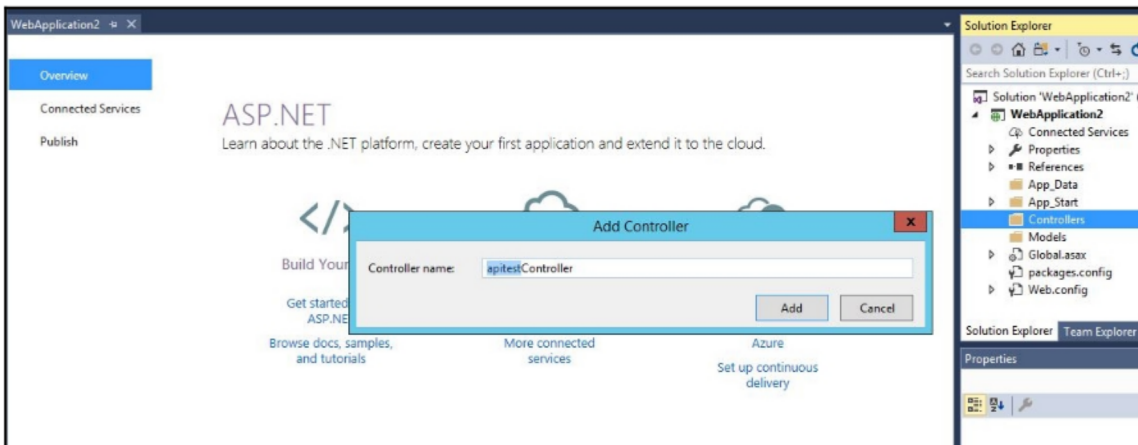 WebApplication2
Overview
Connected Services
Publish
ASP.NET
Learn about the .NET platform, create your first application and extend it to the cloud.
Build Your
Get started
ASP.NE
Browse docs, samples,
and tutorials
More connected
services
Azure
Set up continuous
delivery
Add Controller
X
Controller name:
apitestController
Add
Cancel
Solution Explorer
Search Solution Explorer (Ctrl+;)
Solution 'WebApplication2' (
WebApplication2
Connected Services
Properties
References
App_Data
App_Start
Controllers
Models
Global.asax
packages.config
Web.config
Solution Explorer Team Explorer
Properties